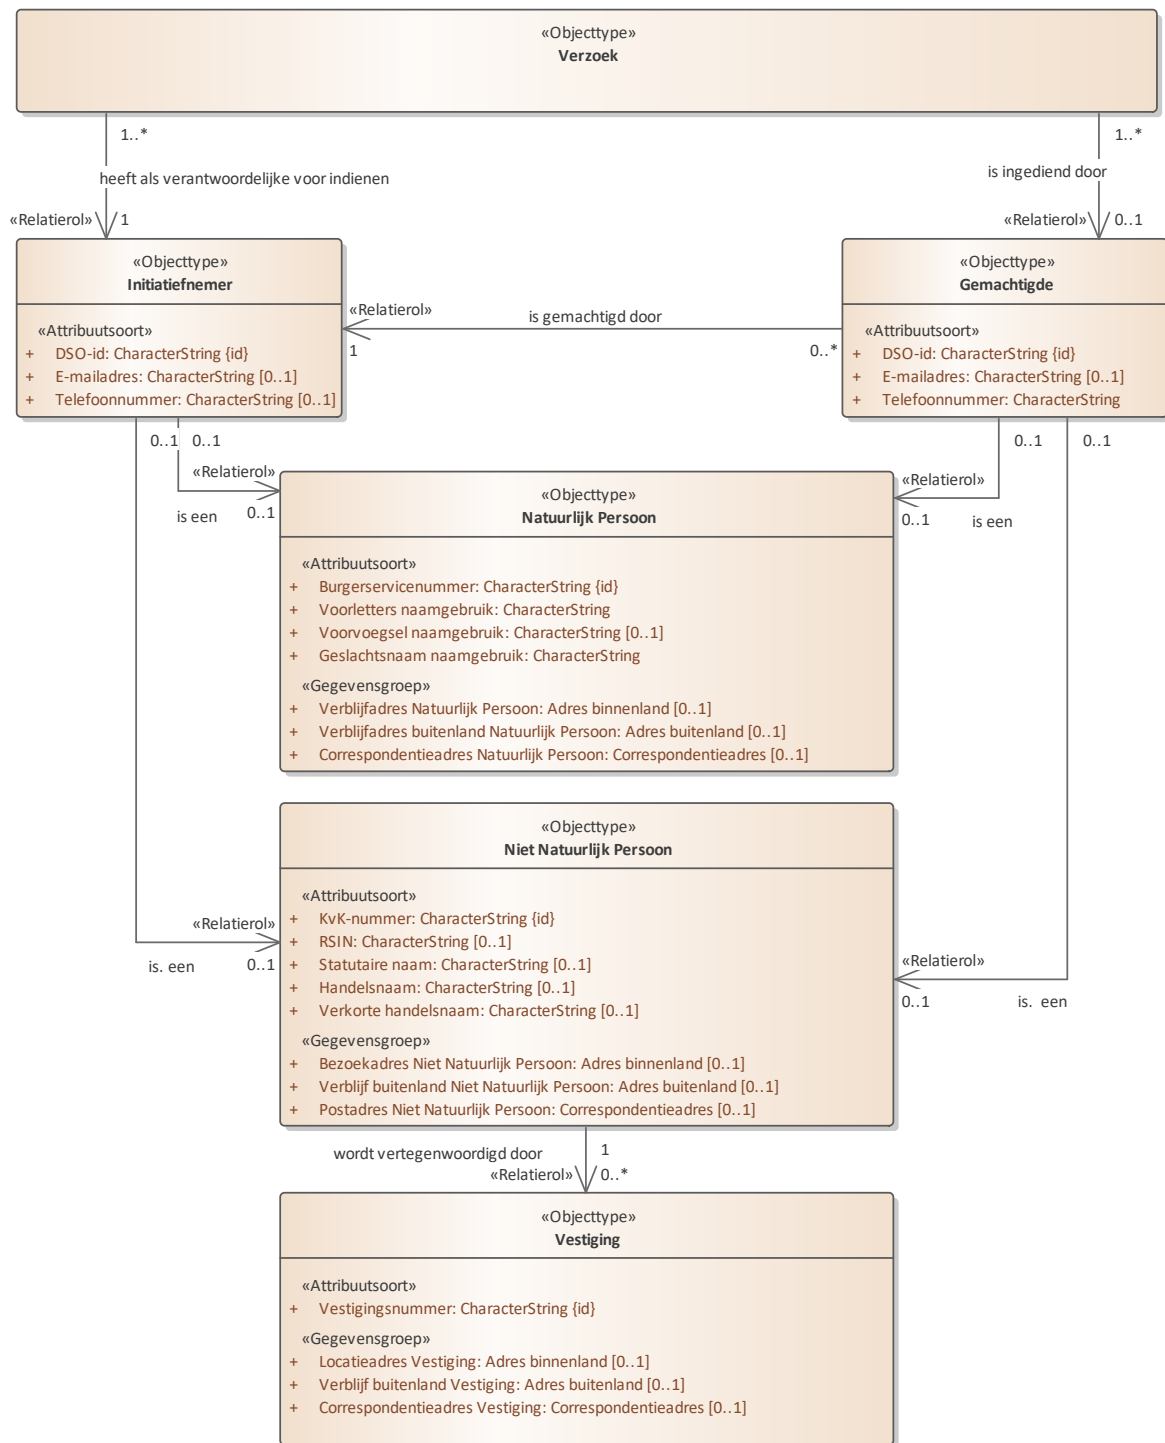 «Objecttype»
Verzoek
1..*
1..*
heeft als verantwoordelijke voor indienen
is ingediend door
«Relatierol» 1
«Relatierol» 0..1
«Objecttype»
Initiatiefnemer
«Attribuutsoort»
+ DSO-id: CharacterString {id}
+ E-mailadres: CharacterString [0..1]
+ Telefoonnummer: CharacterString [0..1]
«Relatierol»
is gemachtigd door
1
0..*
«Objecttype»
Gemachtigde
«Attribuutsoort»
+ DSO-id: CharacterString {id}
+ E-mailadres: CharacterString [0..1]
+ Telefoonnummer: CharacterString
0..1 0..1
0..1 0..1
«Relatierol»
is een 0..1
«Relatierol»
0..1 is een
«Objecttype»
Natuurlijk Persoon
«Attribuutsoort»
+ Burgerservicenummer: CharacterString {id}
+ Voorletters naamgebruik: CharacterString
+ Voorvoegsel naamgebruik: CharacterString [0..1]
+ Geslachtsnaam naamgebruik: CharacterString
«Gegevensgroep»
+ Verblijfadres Natuurlijk Persoon: Adres binnenland [0..1]
+ Verblijfadres buitenland Natuurlijk Persoon: Adres buitenland [0..1]
+ Correspondentieadres Natuurlijk Persoon: Correspondentieadres [0..1]
«Objecttype»
Niet Natuurlijk Persoon
«Attribuutsoort»
+ KvK-nummer: CharacterString {id}
+ RSIN: CharacterString [0..1]
+ Statutaire naam: CharacterString [0..1]
+ Handelsnaam: CharacterString [0..1]
+ Verkorte handelsnaam: CharacterString [0..1]
«Gegevensgroep»
+ Bezoekadres Niet Natuurlijk Persoon: Adres binnenland [0..1]
+ Verblijf buitenland Niet Natuurlijk Persoon: Adres buitenland [0..1]
+ Postadres Niet Natuurlijk Persoon: Correspondentieadres [0..1]
«Relatierol»
is. een 0..1
«Relatierol»
0..1 is. een
wordt vertegenwoordigd door
1
«Relatierol» 0..*
«Objecttype»
Vestiging
«Attribuutsoort»
+ Vestigingsnummer: CharacterString {id}
«Gegevensgroep»
+ Locatieadres Vestiging: Adres binnenland [0..1]
+ Verblijf buitenland Vestiging: Adres buitenland [0..1]
+ Correspondentieadres Vestiging: Correspondentieadres [0..1]